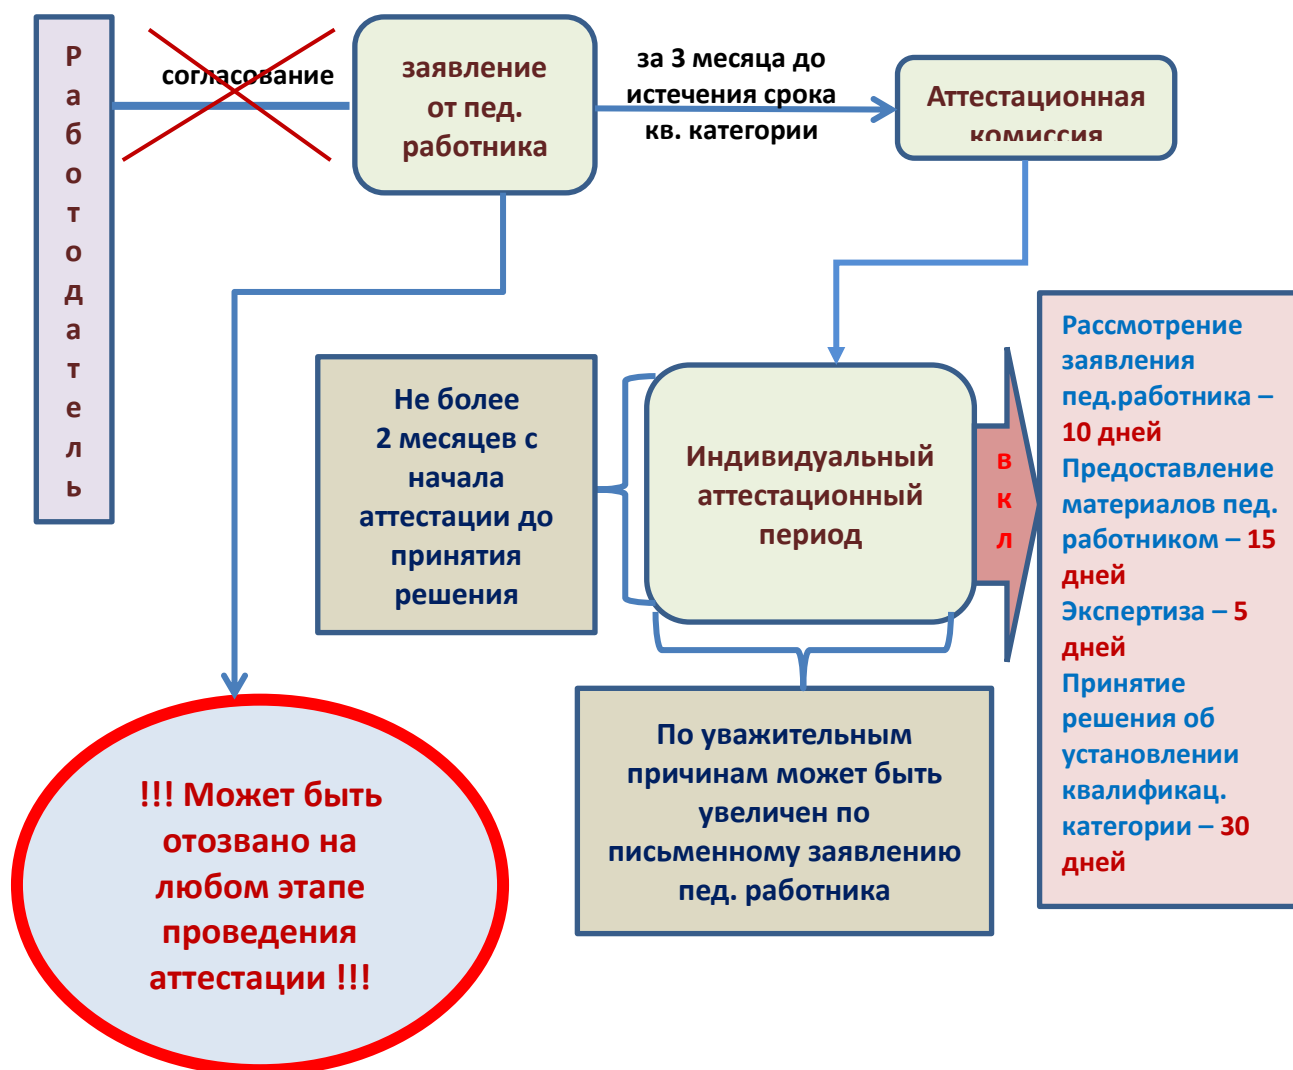 Работодатель
согласование
заявление
от пед.
работника
за 3 месяца до
истечения срока
кв. категории
Аттестационная
комиссия
Не более
2 месяцев с
начала
аттестации до
принятия
решения
Индивидуальный
аттестационный
период
вкл
Рассмотрение
заявления
пед.работника –
10 дней
Предоставление
материалов пед.
работником – 15
дней
Экспертиза – 5
дней
Принятие
решения об
установлении
квалификац.
категории – 30
дней
По уважительным
причинам может быть
увеличен по
письменному заявлению
пед. работника
!!! Может быть
отозвано на
любом этапе
проведения
аттестации !!!